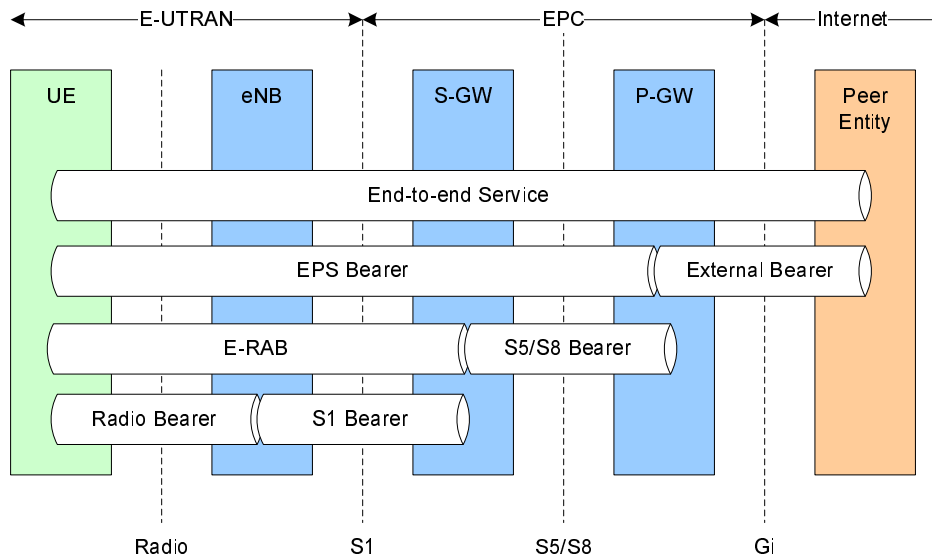 E-UTRAN EPC Internet
UE eNB S-GW P-GW Peer
Entity
End-to-end Service
EPS Bearer External Bearer
E-RAB S5/S8 Bearer
Radio Bearer S1 Bearer
Radio S1 S5/S8 Gi